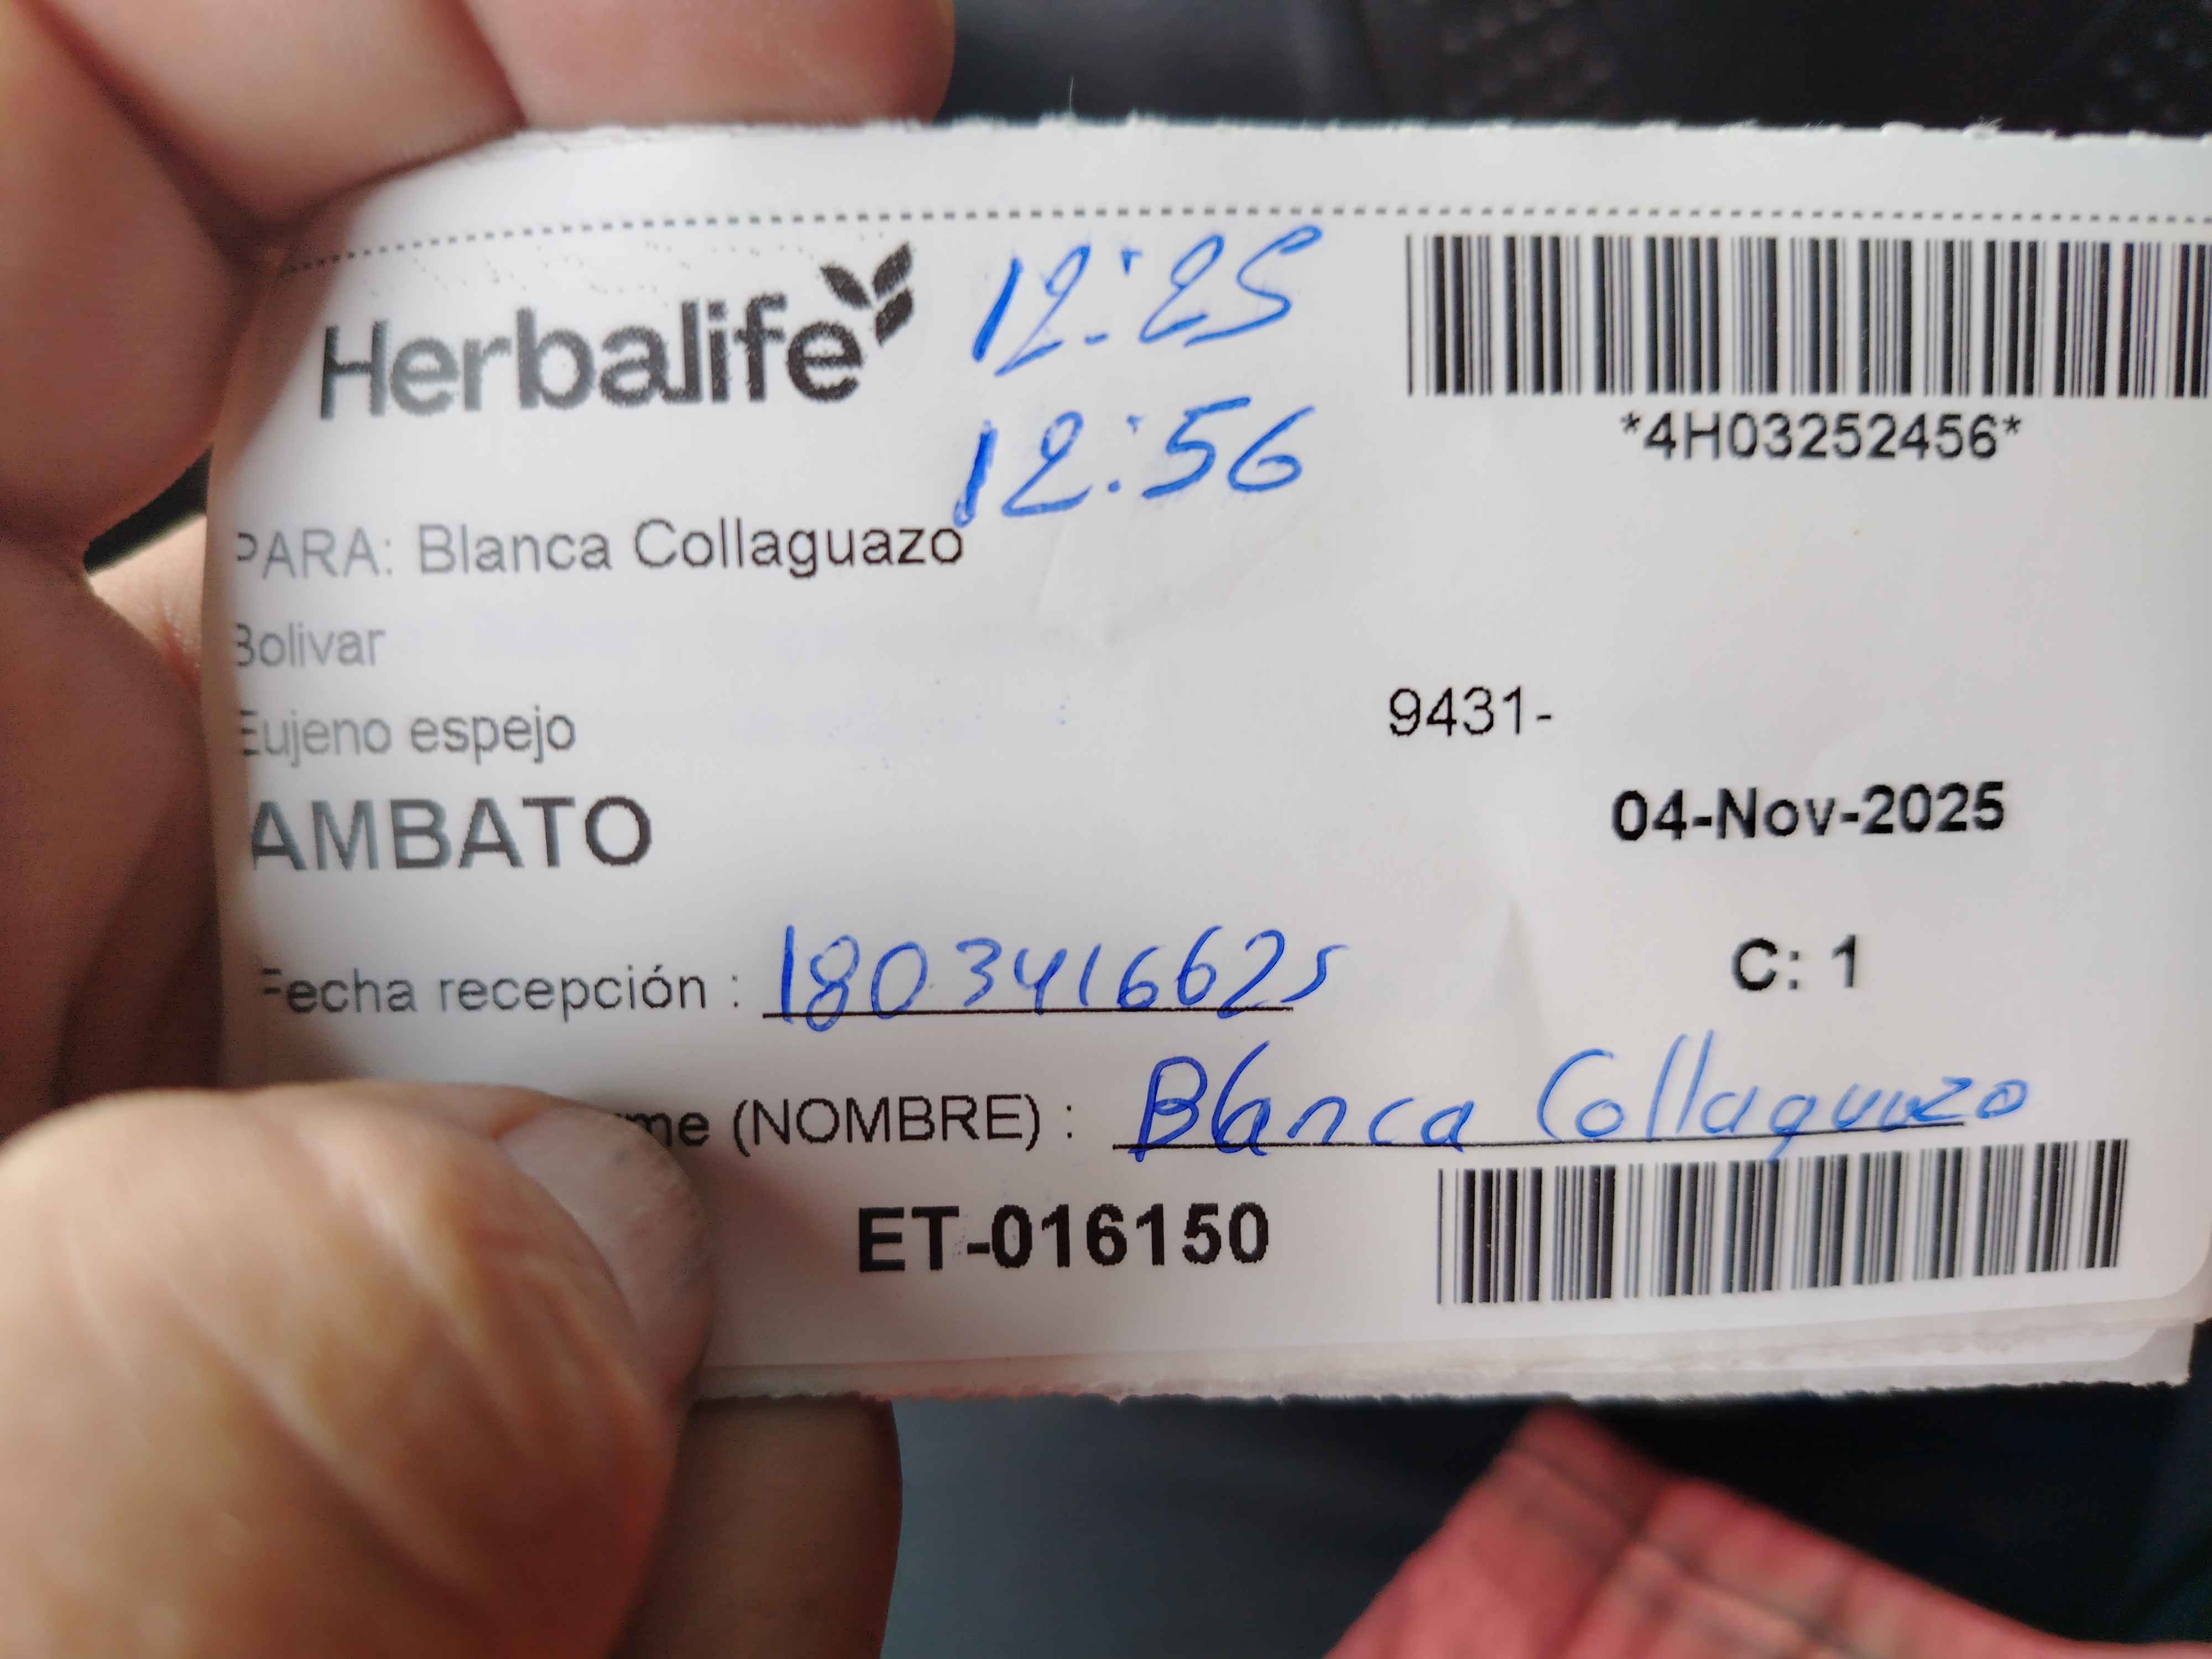 Herbalife
12:25
12:56
*4H03252456*
PARA: Blanca Collaguazo
Bolivar
Eujeno espejo
9431-
AMBATO
04-Nov-2025
Fecha recepción : 1803416625
C: 1
me (NOMBRE) : Blanca Collaguazo
ET-016150